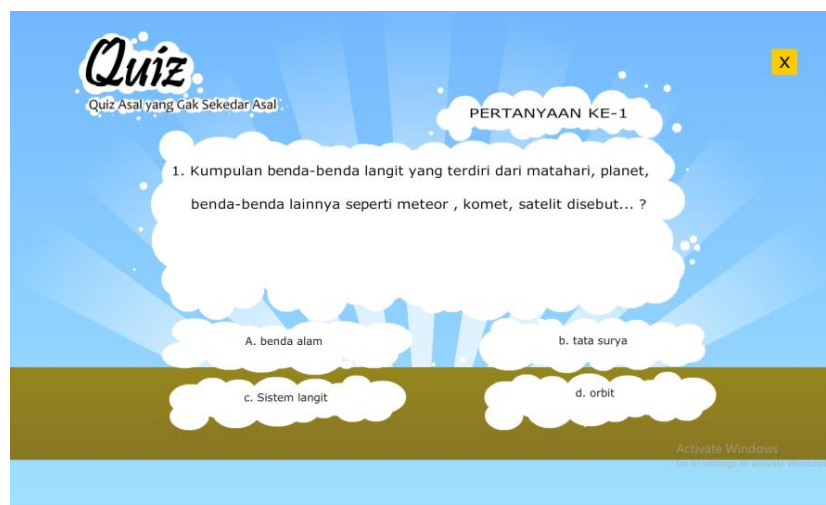 Quiz
Quiz Asal yang Gak Sekedar Asal
X
PERTANYAAN KE-1
1. Kumpulan benda-benda langit yang terdiri dari matahari, planet,
benda-benda lainnya seperti meteor , komet, satelit disebut... ?
A. benda alam
b. tata surya
c. Sistem langit
d. orbit
Activate Windows
Go to Settings to activate Windows